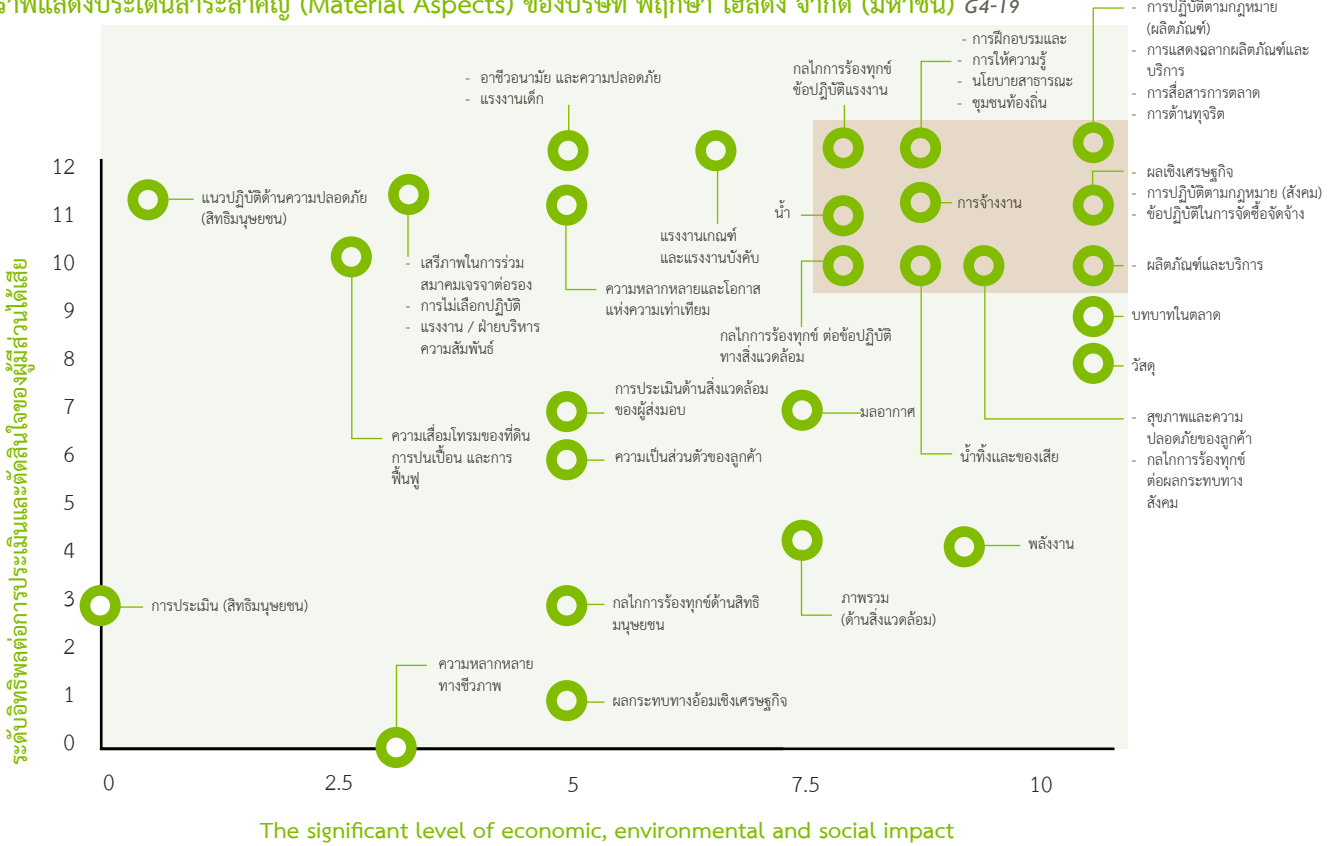 ราฟแสดงประเด็นสาระสำคัญ (Material Aspects) ของบริษัท พฤกษา โฮลดิ้ง จำกัด (มหาชน) G4-19
- การปฏิบัติตามกฎหมาย
(ผลิตภัณฑ์)
- การแสดงฉลากผลิตภัณฑ์และ
บริการ
- การสื่อสารการตลาด
- การต้านทุจริต
- การฝึกอบรมและ
- การให้ความรู้
- นโยบายสาธารณะ
- ชุมชนท้องถิ่น
กลไกการร้องทุกข์
ข้อปฏิบัติแรงงาน
- อาชีวอนามัย และความปลอดภัย
- แรงงานเด็ก
แนวปฏิบัติด้านความปลอดภัย
(สิทธิมนุษยชน)
- เสรีภาพในการร่วม
สมาคมเจรจาต่อรอง
- การไม่เลือกปฏิบัติ
- แรงงาน / ฝ่ายบริหาร
ความสัมพันธ์
ความหลากหลายและโอกาส
แห่งความเท่าเทียม
แรงงานเกณฑ์
และแรงงานบังคับ
น้ำ
การจ้างงาน
- ผลเชิงเศรษฐกิจ
- การปฏิบัติตามกฎหมาย (สังคม)
- ข้อปฏิบัติในการจัดซื้อจัดจ้าง
- ผลิตภัณฑ์และบริการ
บทบาทในตลาด
วัสดุ
กลไกการร้องทุกข์ ต่อข้อปฏิบัติ
ทางสิ่งแวดล้อม
การประเมินด้านสิ่งแวดล้อม
ของผู้ส่งมอบ
มลอากาศ
- สุขภาพและความ
ปลอดภัยของลูกค้า
- กลไกการร้องทุกข์
ต่อผลกระทบทาง
สังคม
ความเสื่อมโทรมของที่ดิน
การปนเปื้อน และการ
ฟื้นฟู
ความเป็นส่วนตัวของลูกค้า
น้ำทิ้งและของเสีย
พลังงาน
การประเมิน (สิทธิมนุษยชน)
กลไกการร้องทุกข์ด้านสิทธิ
มนุษยชน
ภาพรวม
(ด้านสิ่งแวดล้อม)
ความหลากหลาย
ทางชีวภาพ
ผลกระทบทางอ้อมเชิงเศรษฐกิจ
ระดับอิทธิพลต่อการประเมินและตัดสินใจของผู้มีส่วนได้เสีย
12
11
10
9
8
7
6
5
4
3
2
1
0
0 2.5 5 7.5 10
The significant level of economic, environmental and social impact